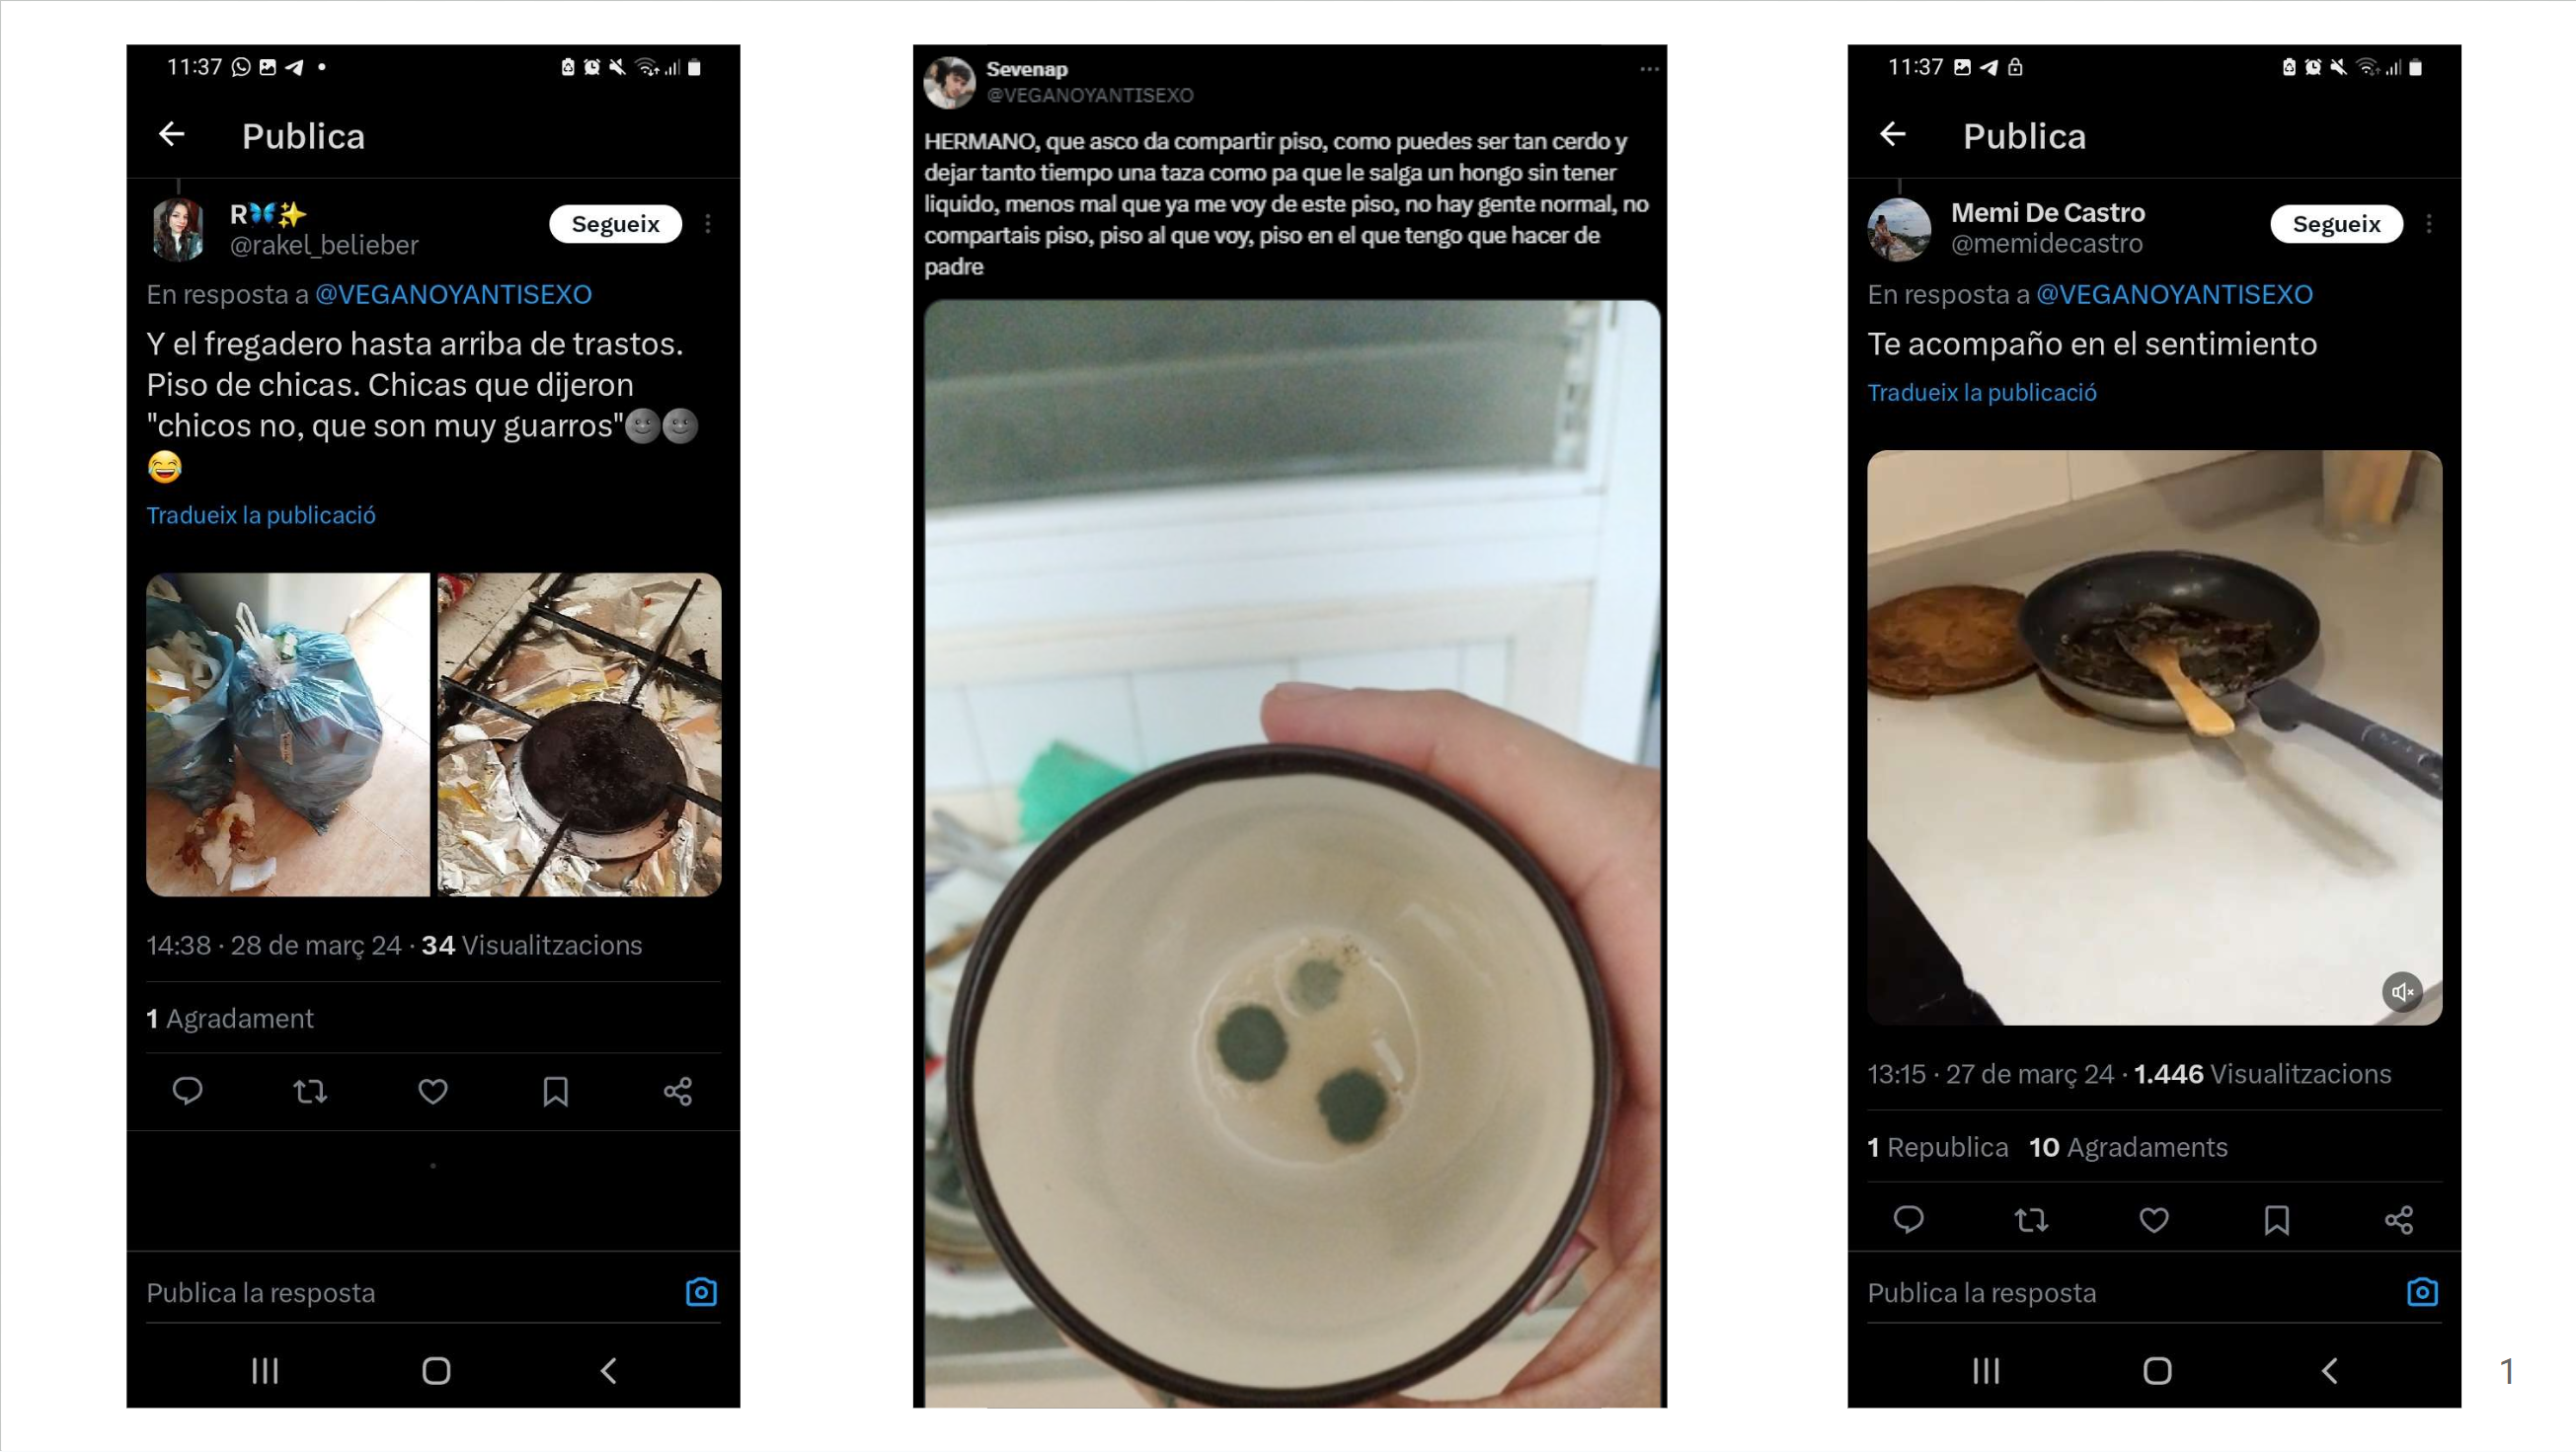 11:37
Publica
R🦋✨
@rakel_belieber
Segueix
En resposta a @VEGANOYANTISEXO
Y el fregadero hasta arriba de trastos.
Piso de chicas. Chicas que dijeron
"chicos no, que son muy guarros"🌚🌚
😂
Tradueix la publicació
14:38 · 28 de març 24 · 34 Visualitzacions
1 Agradament
Publica la resposta
Sevenap
@VEGANOYANTISEXO
HERMANO, que asco da compartir piso, como puedes ser tan cerdo y
dejar tanto tiempo una taza como pa que le salga un hongo sin tener
liquido, menos mal que ya me voy de este piso, no hay gente normal, no
compartais piso, piso al que voy, piso en el que tengo que hacer de
padre
11:37
Publica
Memi De Castro
@memidecastro
Segueix
En resposta a @VEGANOYANTISEXO
Te acompaño en el sentimiento
Tradueix la publicació
13:15 · 27 de març 24 · 1.446 Visualitzacions
1 Republica 10 Agradaments
Publica la resposta
1